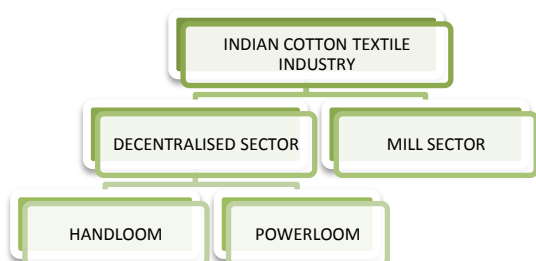 INDIAN COTTON TEXTILE
INDUSTRY
DECENTRALISED SECTOR
MILL SECTOR
HANDLOOM
POWERLOOM